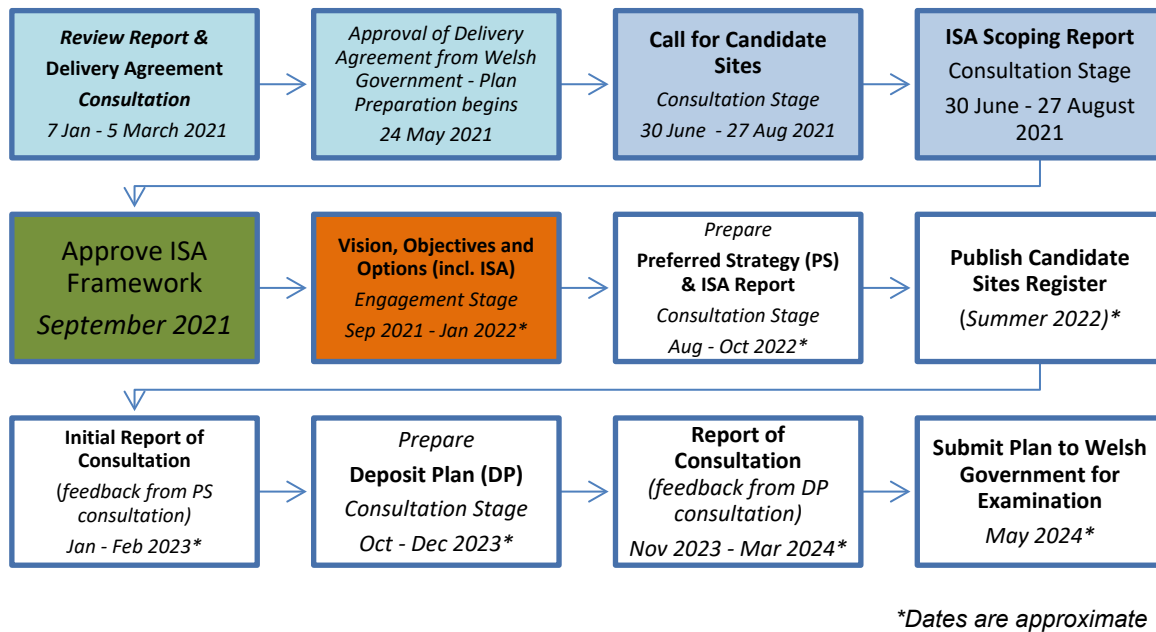 Review Report &
Delivery Agreement
Consultation
7 Jan - 5 March 2021
Approval of Delivery
Agreement from Welsh
Government - Plan
Preparation begins
24 May 2021
Call for Candidate
Sites
Consultation Stage
30 June  - 27 Aug 2021
ISA Scoping Report
Consultation Stage
30 June - 27 August
2021
Approve ISA
Framework
September 2021
Vision, Objectives and
Options (incl. ISA)
Engagement Stage
Sep 2021 - Jan 2022*
Prepare
Preferred Strategy (PS)
& ISA Report
Consultation Stage
Aug - Oct 2022*
Publish Candidate
Sites Register
(Summer 2022)*
Initial Report of
Consultation
(feedback from PS
consultation)
Jan - Feb 2023*
Prepare
Deposit Plan (DP)
Consultation Stage
Oct - Dec 2023*
Report of
Consultation
(feedback from DP
consultation)
Nov 2023 - Mar 2024*
Submit Plan to Welsh
Government for
Examination
May 2024*
*Dates are approximate